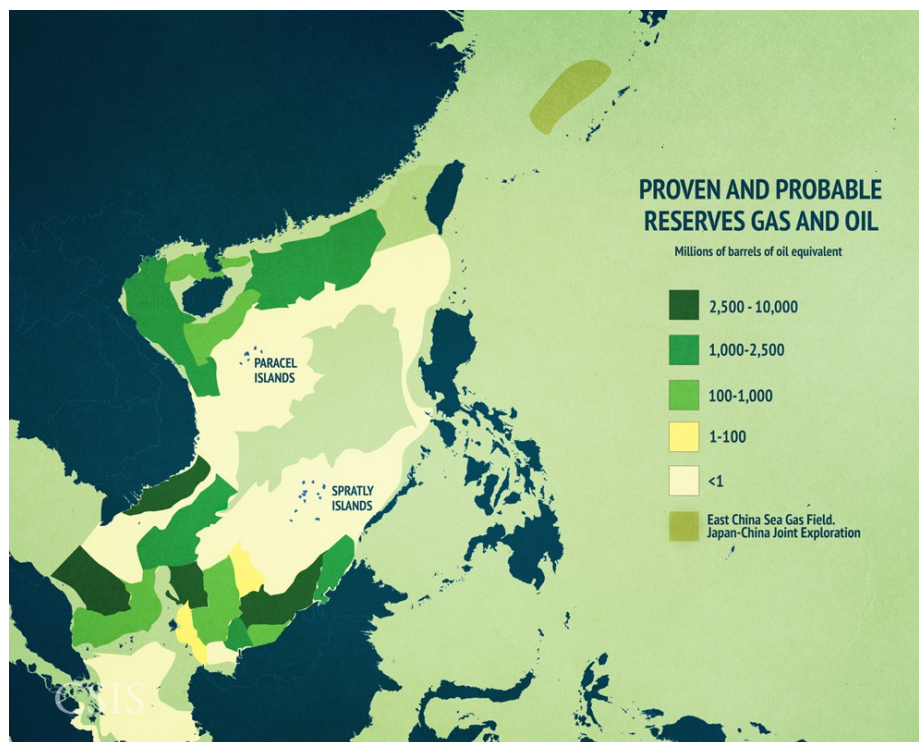 PROVEN AND PROBABLE
RESERVES GAS AND OIL
Millions of barrels of oil equivalent
2,500 - 10,000
1,000-2,500
100-1,000
1-100
<1
East China Sea Gas Field.
Japan-China Joint Exploration
PARACEL
ISLANDS
SPRATLY
ISLANDS
CSIS